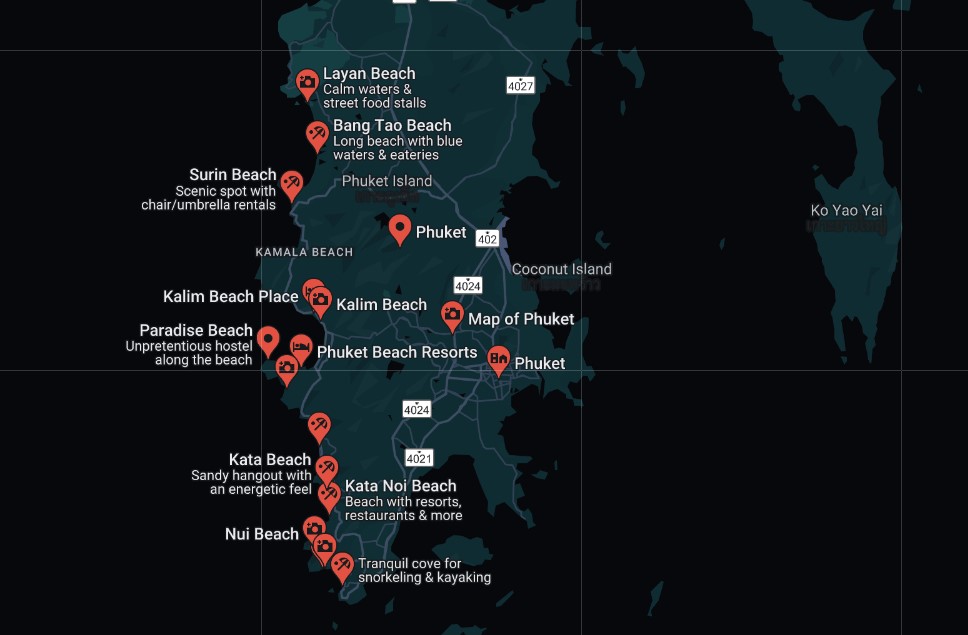 Layan Beach
Calm waters &
street food stalls
4027
Bang Tao Beach
Long beach with blue
waters & eateries
Surin Beach
Scenic spot with
chair/umbrella rentals
Phuket Island
Ko Yao Yai
Phuket
402
KAMALA BEACH
Coconut Island
4024
Kalim Beach Place
Kalim Beach
Map of Phuket
Paradise Beach
Unpretentious hostel
along the beach
Phuket Beach Resorts
Phuket
4024
4021
Kata Beach
Sandy hangout with
an energetic feel
Kata Noi Beach
Beach with resorts,
restaurants & more
Nui Beach
Tranquil cove for
snorkeling & kayaking